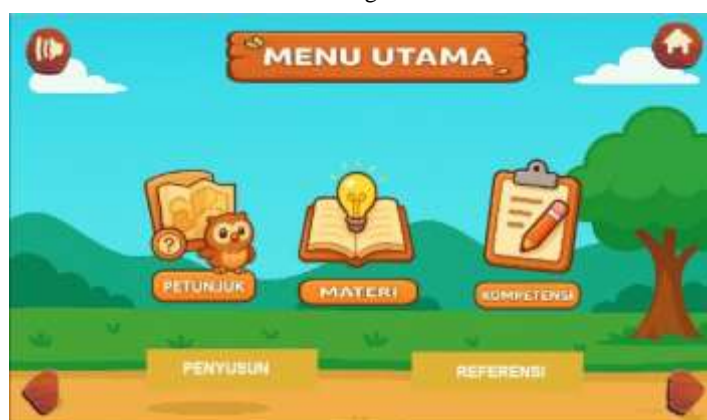 MENU UTAMA
PETUNJUK
MATERI
KOMPETENSI
PENYUSUN
REFERENSI